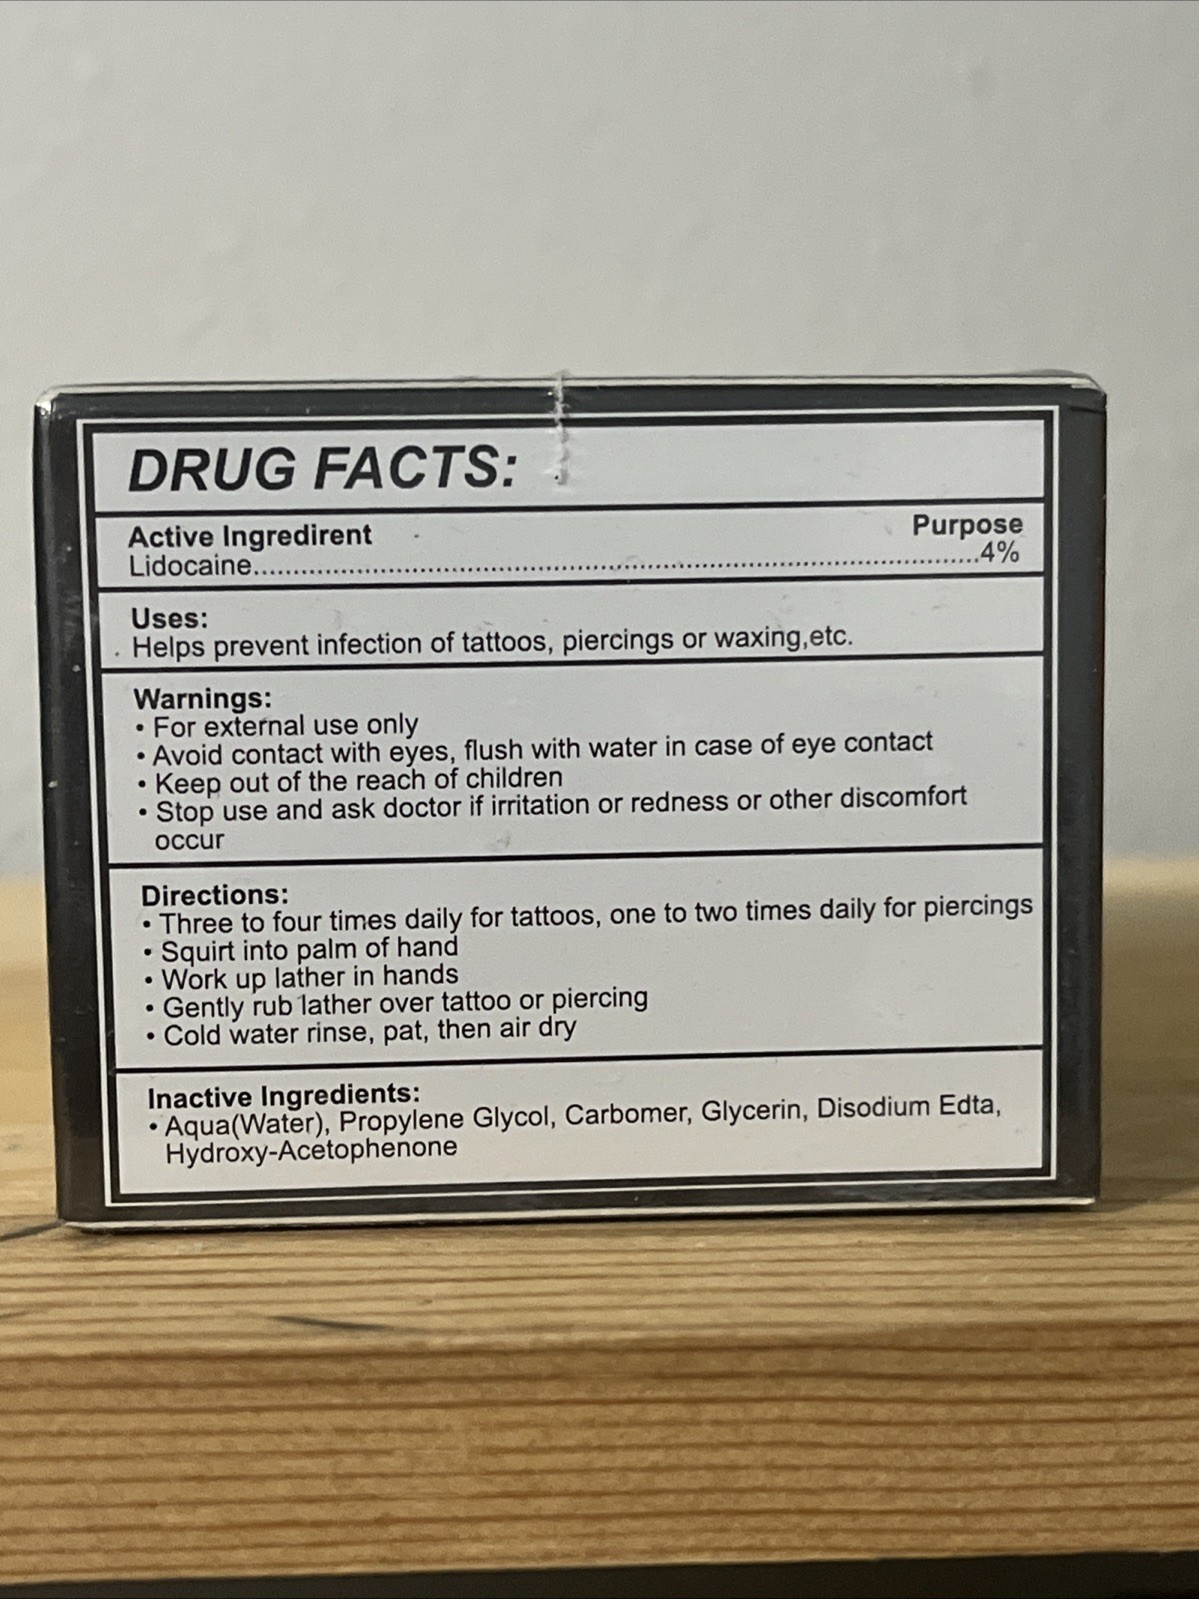 DRUG FACTS:
Active Ingredirent Purpose
Lidocaine....................................................................................................4%
Uses:
Helps prevent infection of tattoos, piercings or waxing,etc.
Warnings:
• For external use only
• Avoid contact with eyes, flush with water in case of eye contact
• Keep out of the reach of children
• Stop use and ask doctor if irritation or redness or other discomfort
occur
Directions:
• Three to four times daily for tattoos, one to two times daily for piercings
• Squirt into palm of hand
• Work up lather in hands
• Gently rub lather over tattoo or piercing
• Cold water rinse, pat, then air dry
Inactive Ingredients:
• Aqua(Water), Propylene Glycol, Carbomer, Glycerin, Disodium Edta,
Hydroxy-Acetophenone